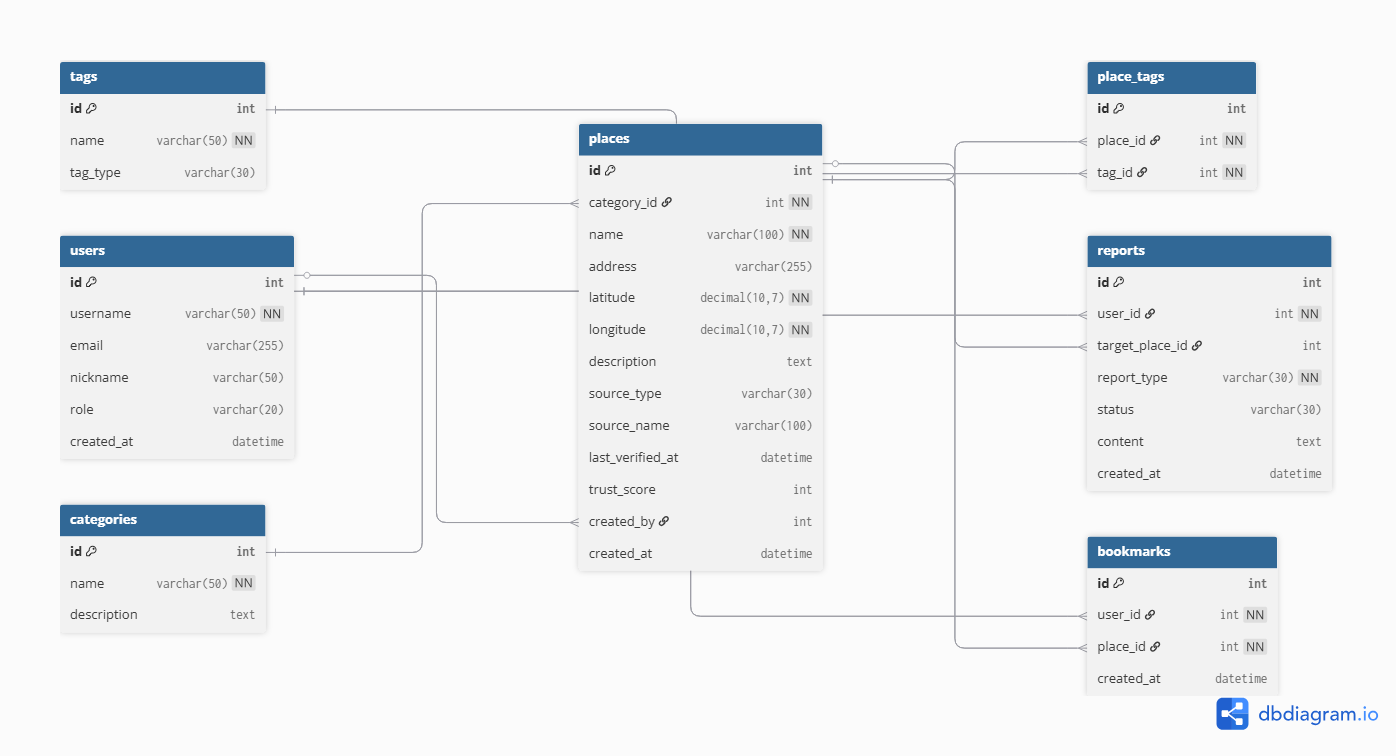 tags
id int
name varchar(50) NN
tag_type varchar(30)
users
id int
username varchar(50) NN
email varchar(255)
nickname varchar(50)
role varchar(20)
created_at datetime
categories
id int
name varchar(50) NN
description text
places
id int
category_id int NN
name varchar(100) NN
address varchar(255)
latitude decimal(10,7) NN
longitude decimal(10,7) NN
description text
source_type varchar(30)
source_name varchar(100)
last_verified_at datetime
trust_score int
created_by int
created_at datetime
place_tags
id int
place_id int NN
tag_id int NN
reports
id int
user_id int NN
target_place_id int
report_type varchar(30) NN
status varchar(30)
content text
created_at datetime
bookmarks
id int
user_id int NN
place_id int NN
created_at datetime
dbdiagram.io